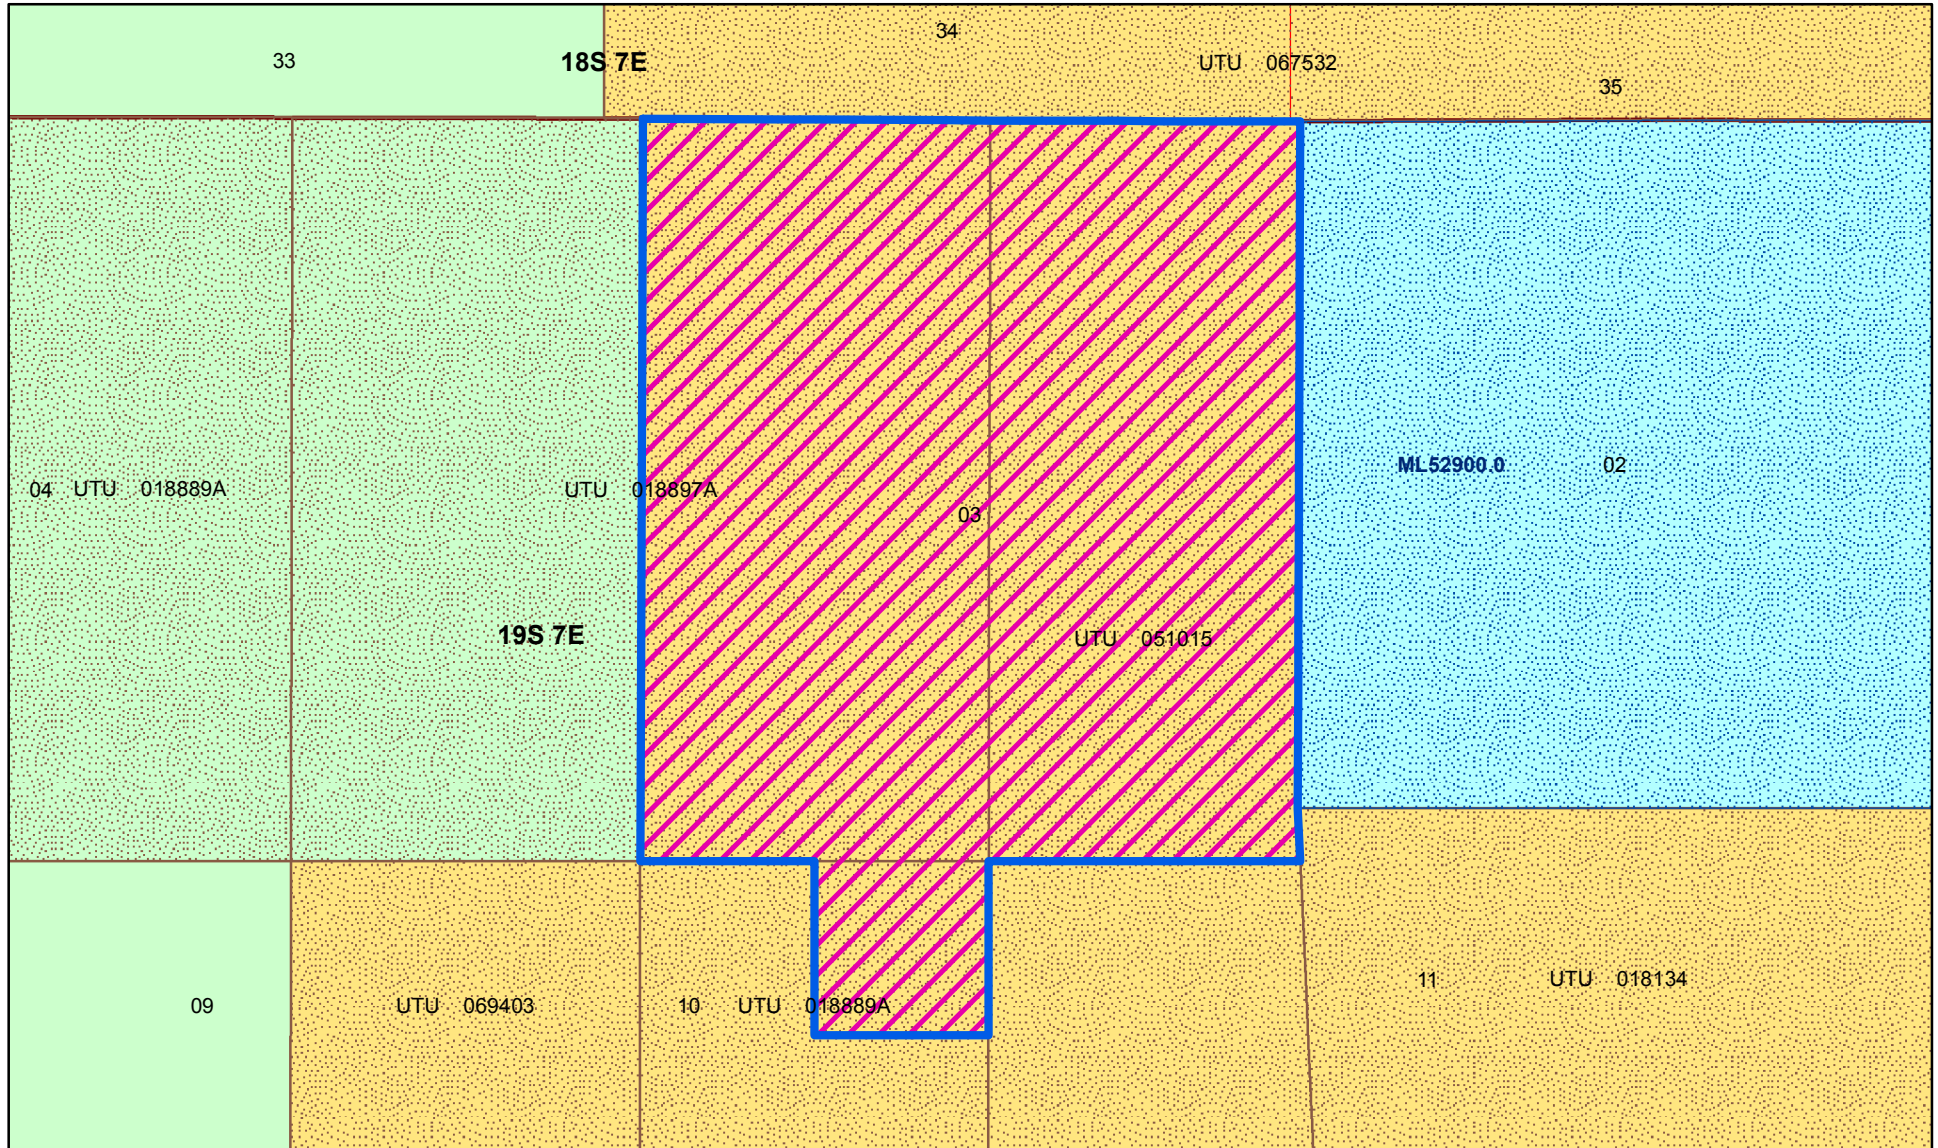 34
33
18S 7E
UTU 067532
35
ML52900.0
02
04 UTU 018889A
UTU 018897A
03
19S 7E
UTU 051015
11
UTU 018134
09
UTU 069403
10
UTU 018889A